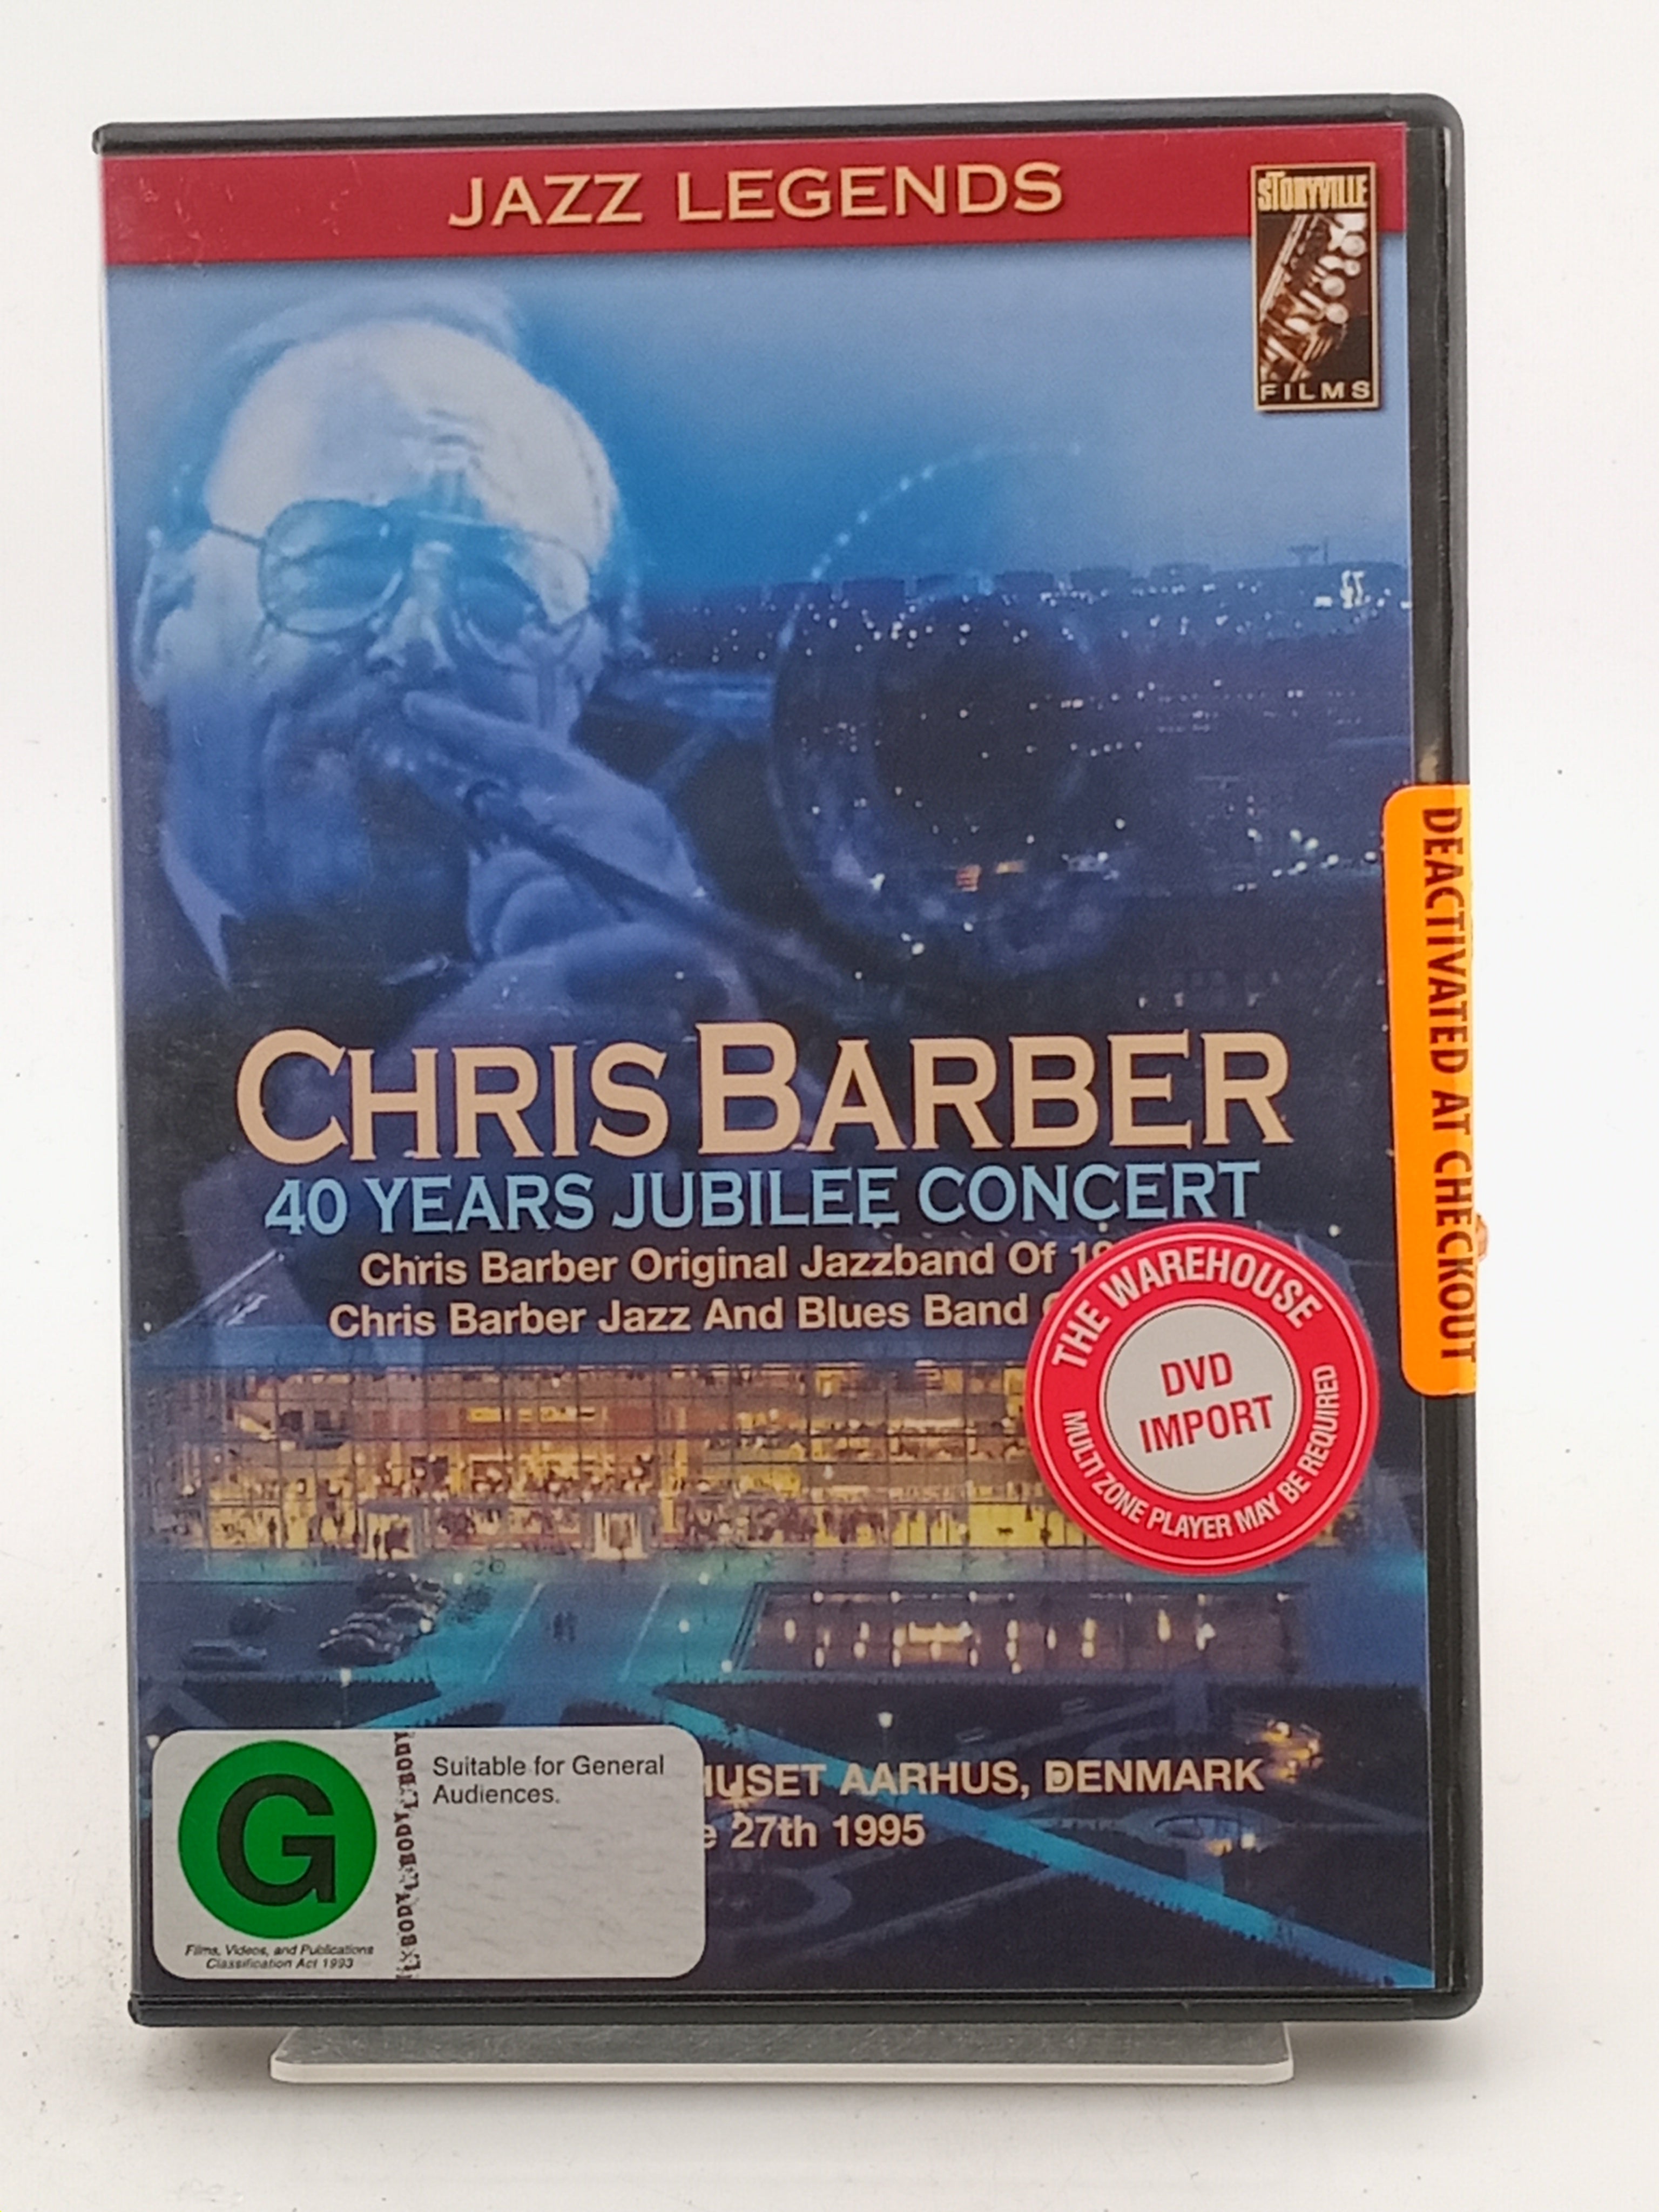 JAZZ LEGENDS
STORYVILLE
FILMS
CHRIS BARBER
40 YEARS JUBILEE CONCERT
Chris Barber Original Jazzband Of
Chris Barber Jazz And Blues Band
THE WAREHOUSE
DVD
IMPORT
MULTI ZONE PLAYER MAY BE REQUIRED
DEACTIVATED AT CHECKOUT
G
Suitable for General
Audiences.
Films, Videos, and Publications
Classification Act 1993
AARHUS, DENMARK
27th 1995